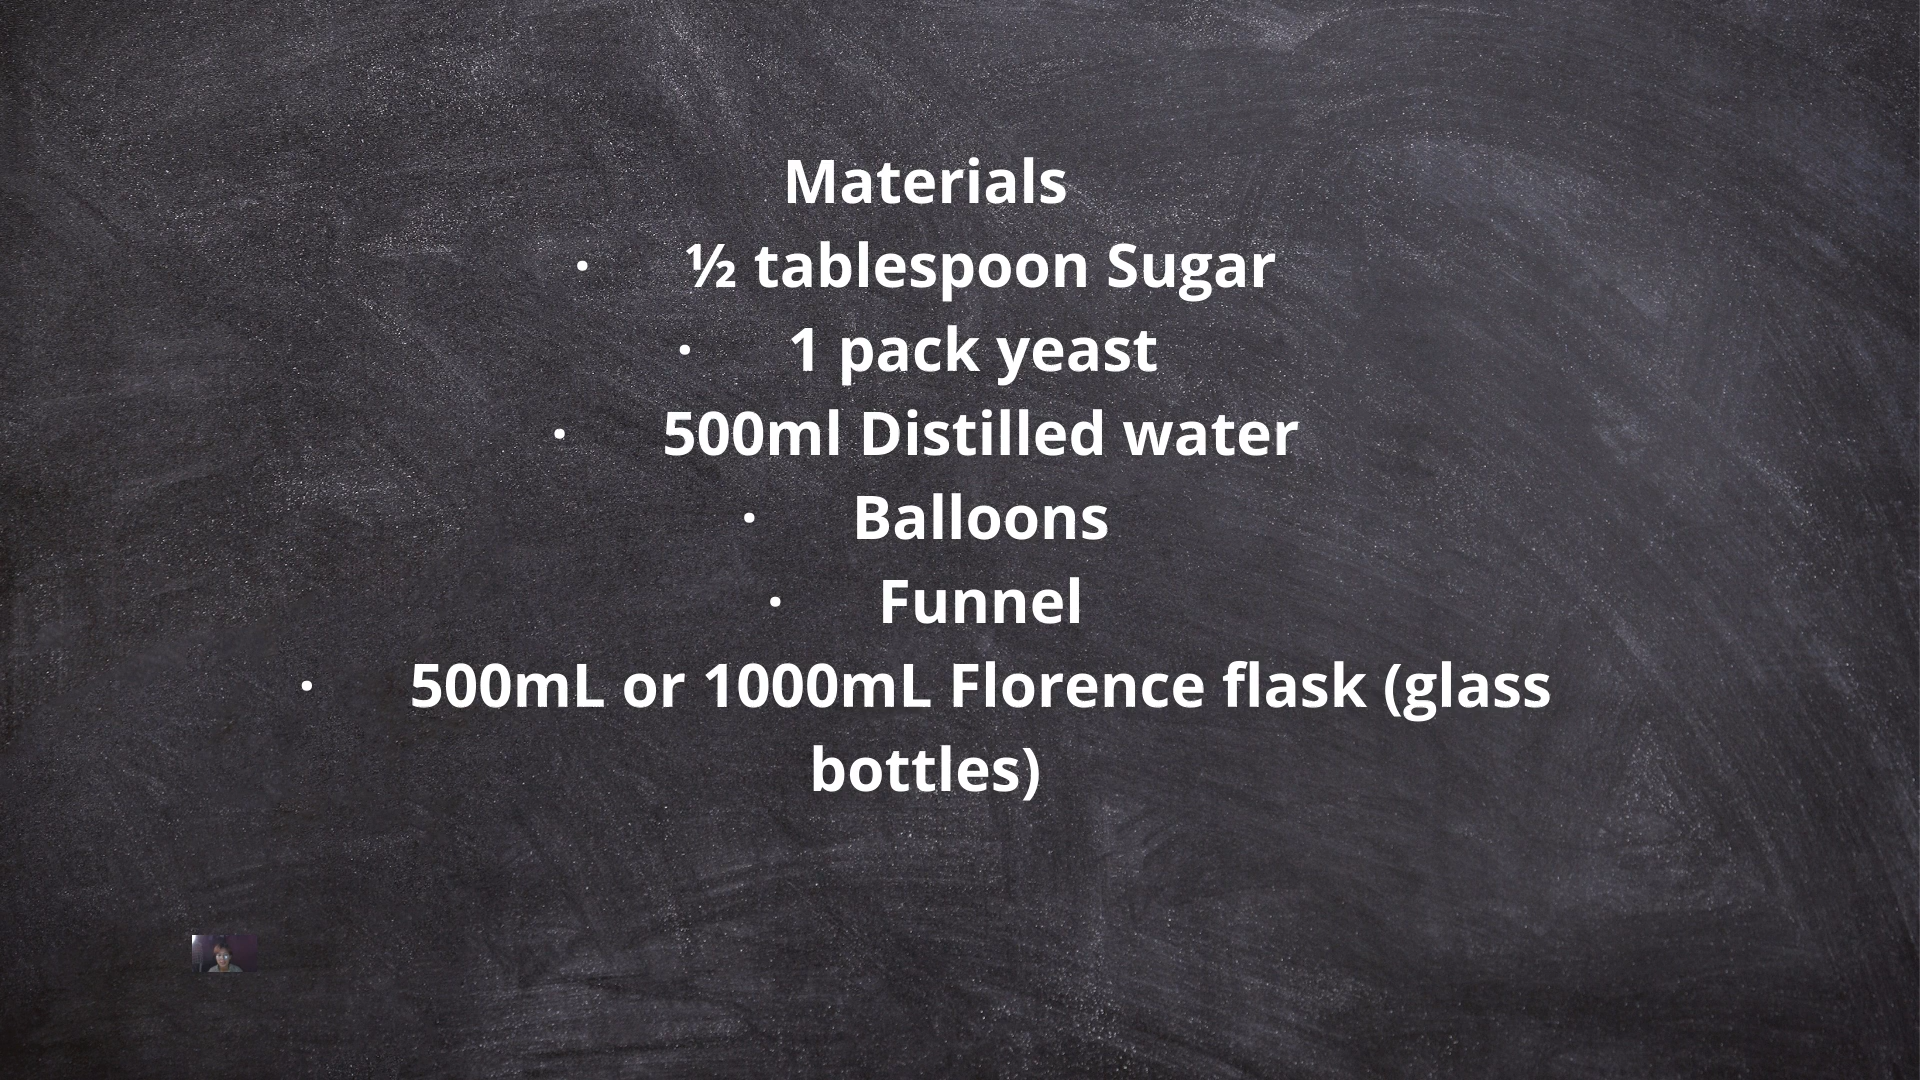 Materials
· ½ tablespoon Sugar
· 1 pack yeast
· 500ml Distilled water
· Balloons
· Funnel
· 500mL or 1000mL Florence flask (glass
bottles)